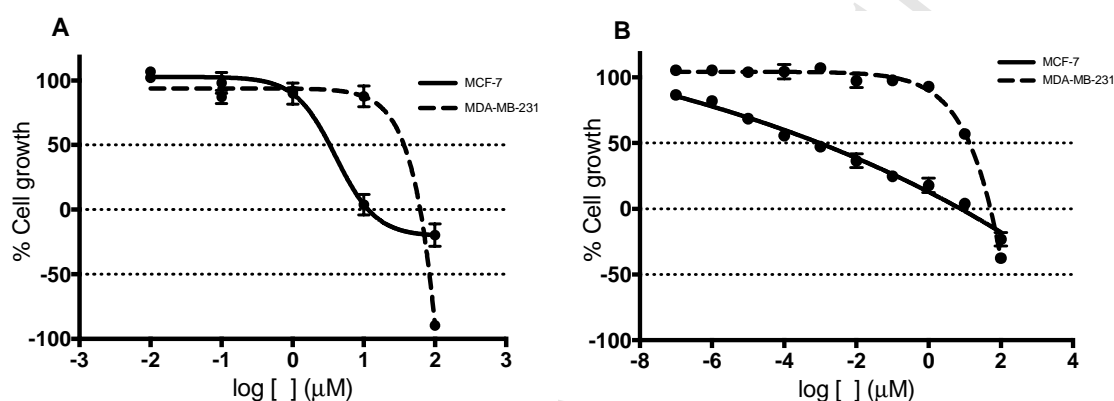 A
MCF-7
MDA-MB-231
% Cell growth
100
50
0
-50
-100
-3 -2 -1 0 1 2 3
log [ ] (μM)
B
MCF-7
MDA-MB-231
% Cell growth
100
50
0
-50
-100
-8 -6 -4 -2 0 2 4
log [ ] (μM)